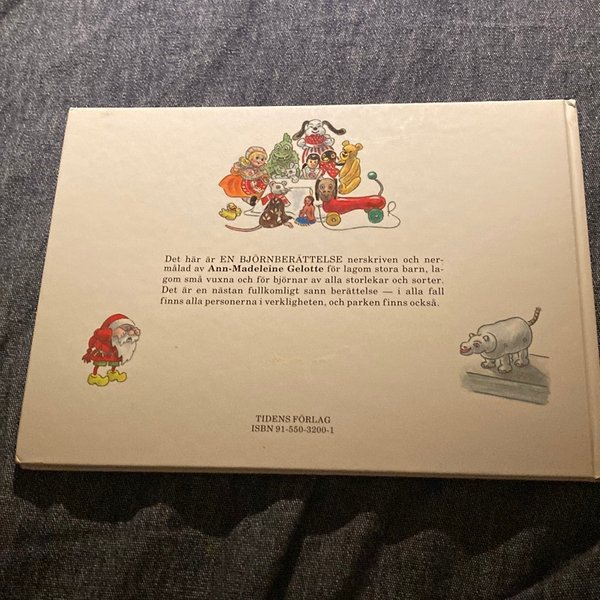 Det här är EN BJÖRNBERÄTTELSE nerskriven och ner-
målad av Ann-Madeleine Gelotte för lagom stora barn, la-
gom små vuxna och för björnar av alla storlekar och sorter.
Det är en nästan fullkomligt sann berättelse — i alla fall
finns alla personerna i verkligheten, och parken finns också.
TIDENS FÖRLAG
ISBN 91-550-3200-1